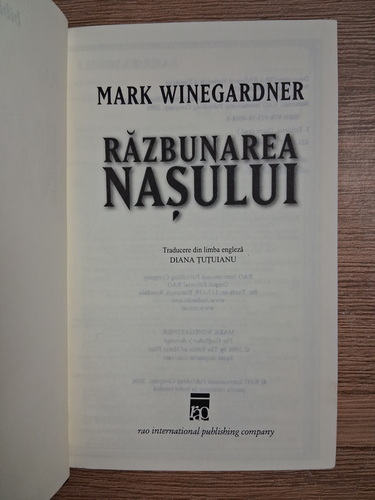 MARK WINEGARDNER
RĂZBUNAREA
NAȘULUI
Traducere din limba engleză
DIANA ȚUȚUIANU
rao
rao international publishing company